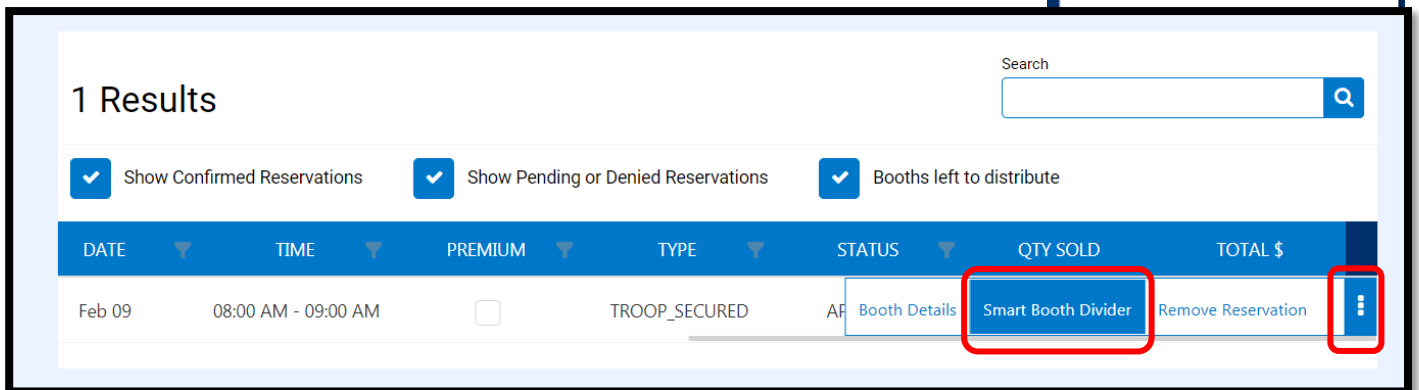 Search
1 Results
Show Confirmed Reservations Show Pending or Denied Reservations Booths left to distribute
DATE TIME PREMIUM TYPE STATUS QTY SOLD TOTAL $
Feb 09 08:00 AM - 09:00 AM TROOP_SECURED Booth Details Smart Booth Divider Remove Reservation